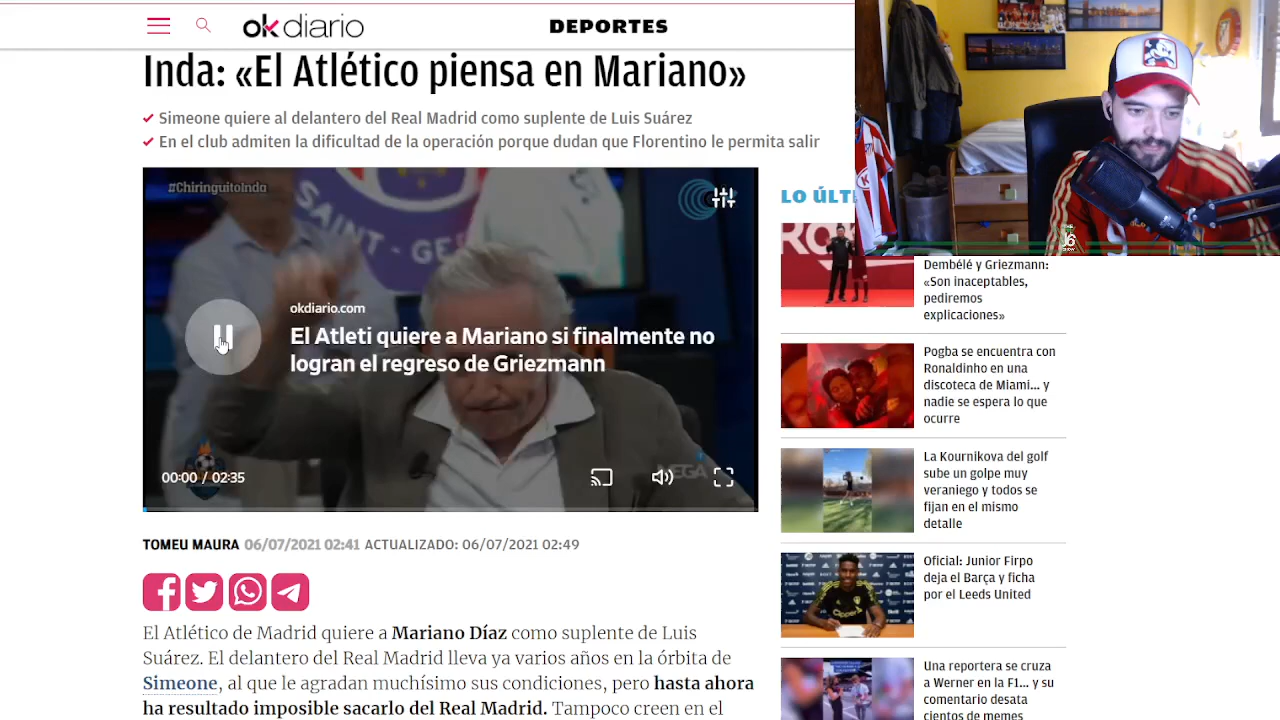 okdiario
DEPORTES
Inda: «El Atlético piensa en Mariano»
Simeone quiere al delantero del Real Madrid como suplente de Luis Suárez
En el club admiten la dificultad de la operación porque dudan que Florentino le permita salir
#ChiringuitoInda
SAINT - GE
okdiario.com
El Atleti quiere a Mariano si finalmente no
logran el regreso de Griezmann
00:00 / 02:35
MEGA
TOMEU MAURA 06/07/2021 02:41 ACTUALIZADO: 06/07/2021 02:49
El Atlético de Madrid quiere a Mariano Díaz como suplente de Luis
Suárez. El delantero del Real Madrid lleva ya varios años en la órbita de
Simeone, al que le agradan muchísimo sus condiciones, pero hasta ahora
ha resultado imposible sacarlo del Real Madrid. Tampoco creen en el
LO ÚLT
Dembélé y Griezmann:
«Son inaceptables,
pediremos
explicaciones»
Pogba se encuentra con
Ronaldinho en una
discoteca de Miami... y
nadie se espera lo que
ocurre
La Kournikova del golf
sube un golpe muy
veraniego y todos se
fijan en el mismo
detalle
Oficial: Junior Firpo
deja el Barça y ficha
por el Leeds United
Una reportera se cruza
a Werner en la F1... y su
comentario desata
cientos de memes